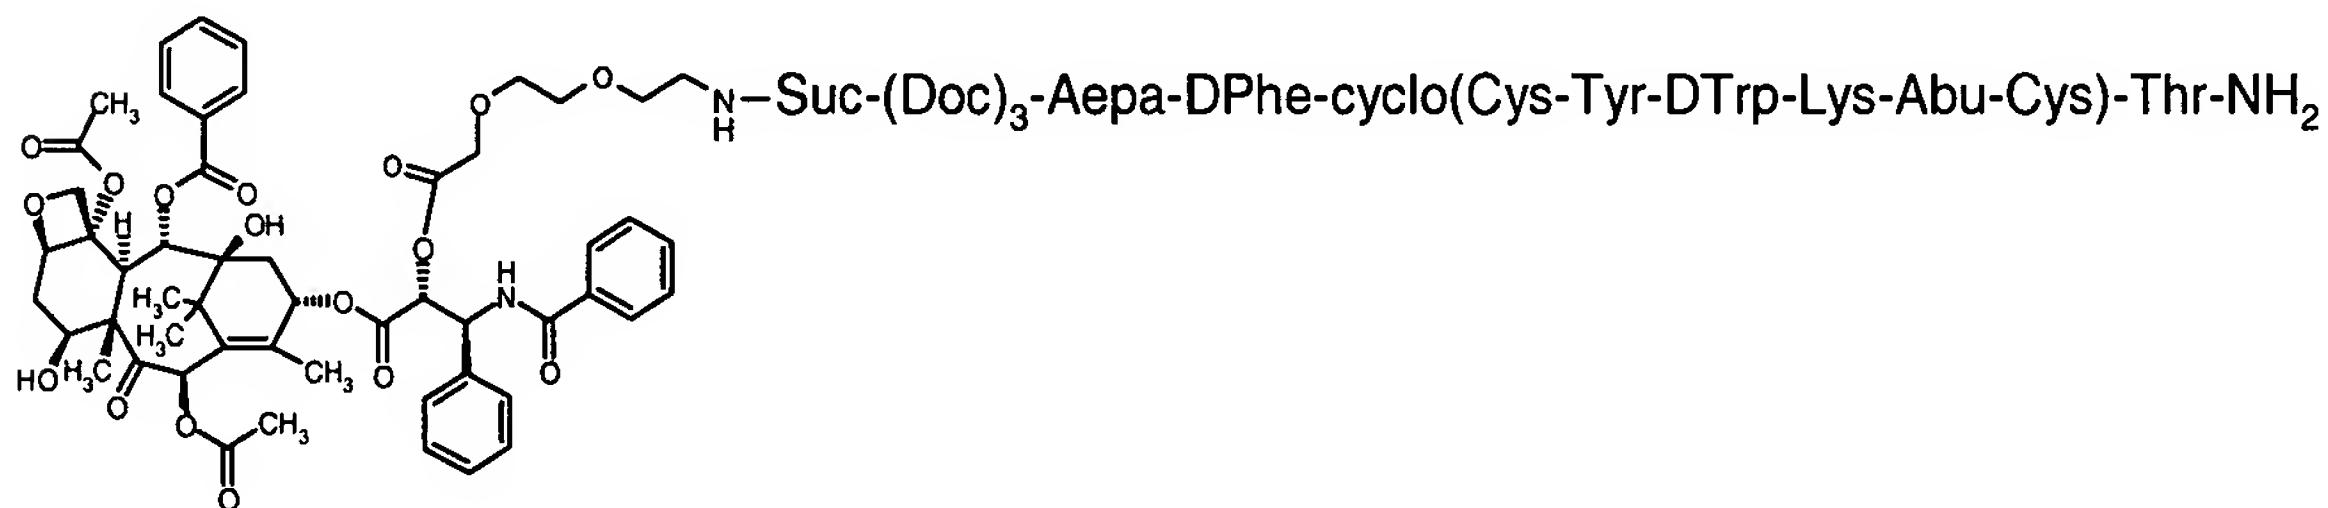 NH–Suc-(Doc)₃-Aepa-DPhe-cyclo(Cys-Tyr-DTrp-Lys-Abu-Cys)-Thr-NH₂
O
O
O
O
CH₃
O
O
O
O
O
H
OH
O
H₃C
H₃C
O
H
N
O
O
HO
H₃C
O
CH₃
O
CH₃
O